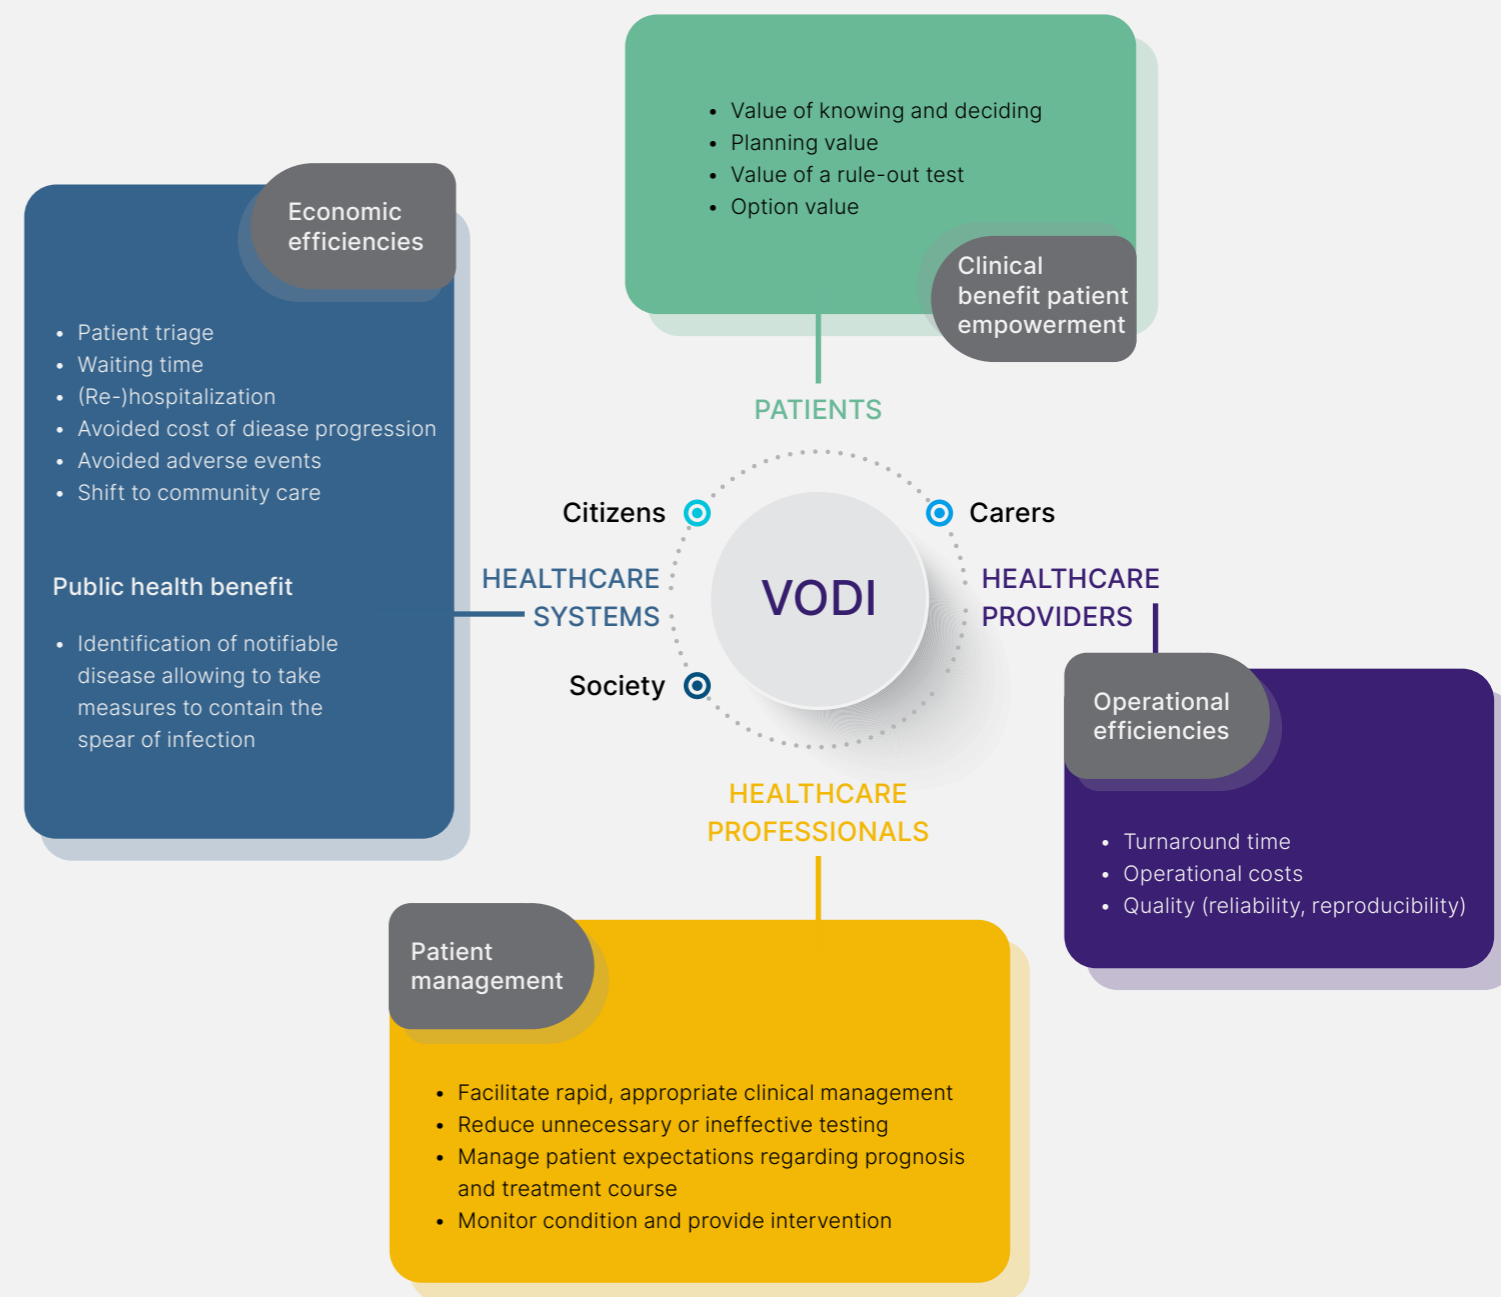 • Value of knowing and deciding
• Planning value
• Value of a rule-out test
• Option value
Clinical
benefit patient
empowerment
PATIENTS
Economic
efficiencies
• Patient triage
• Waiting time
• (Re-)hospitalization
• Avoided cost of diease progression
• Avoided adverse events
• Shift to community care
Public health benefit
• Identification of notifiable
disease allowing to take
measures to contain the
spear of infection
HEALTHCARE
SYSTEMS
Citizens
Society
VODI
Carers
HEALTHCARE
PROVIDERS
Operational
efficiencies
• Turnaround time
• Operational costs
• Quality (reliability, reproducibility)
HEALTHCARE
PROFESSIONALS
Patient
management
• Facilitate rapid, appropriate clinical management
• Reduce unnecessary or ineffective testing
• Manage patient expectations regarding prognosis
and treatment course
• Monitor condition and provide intervention